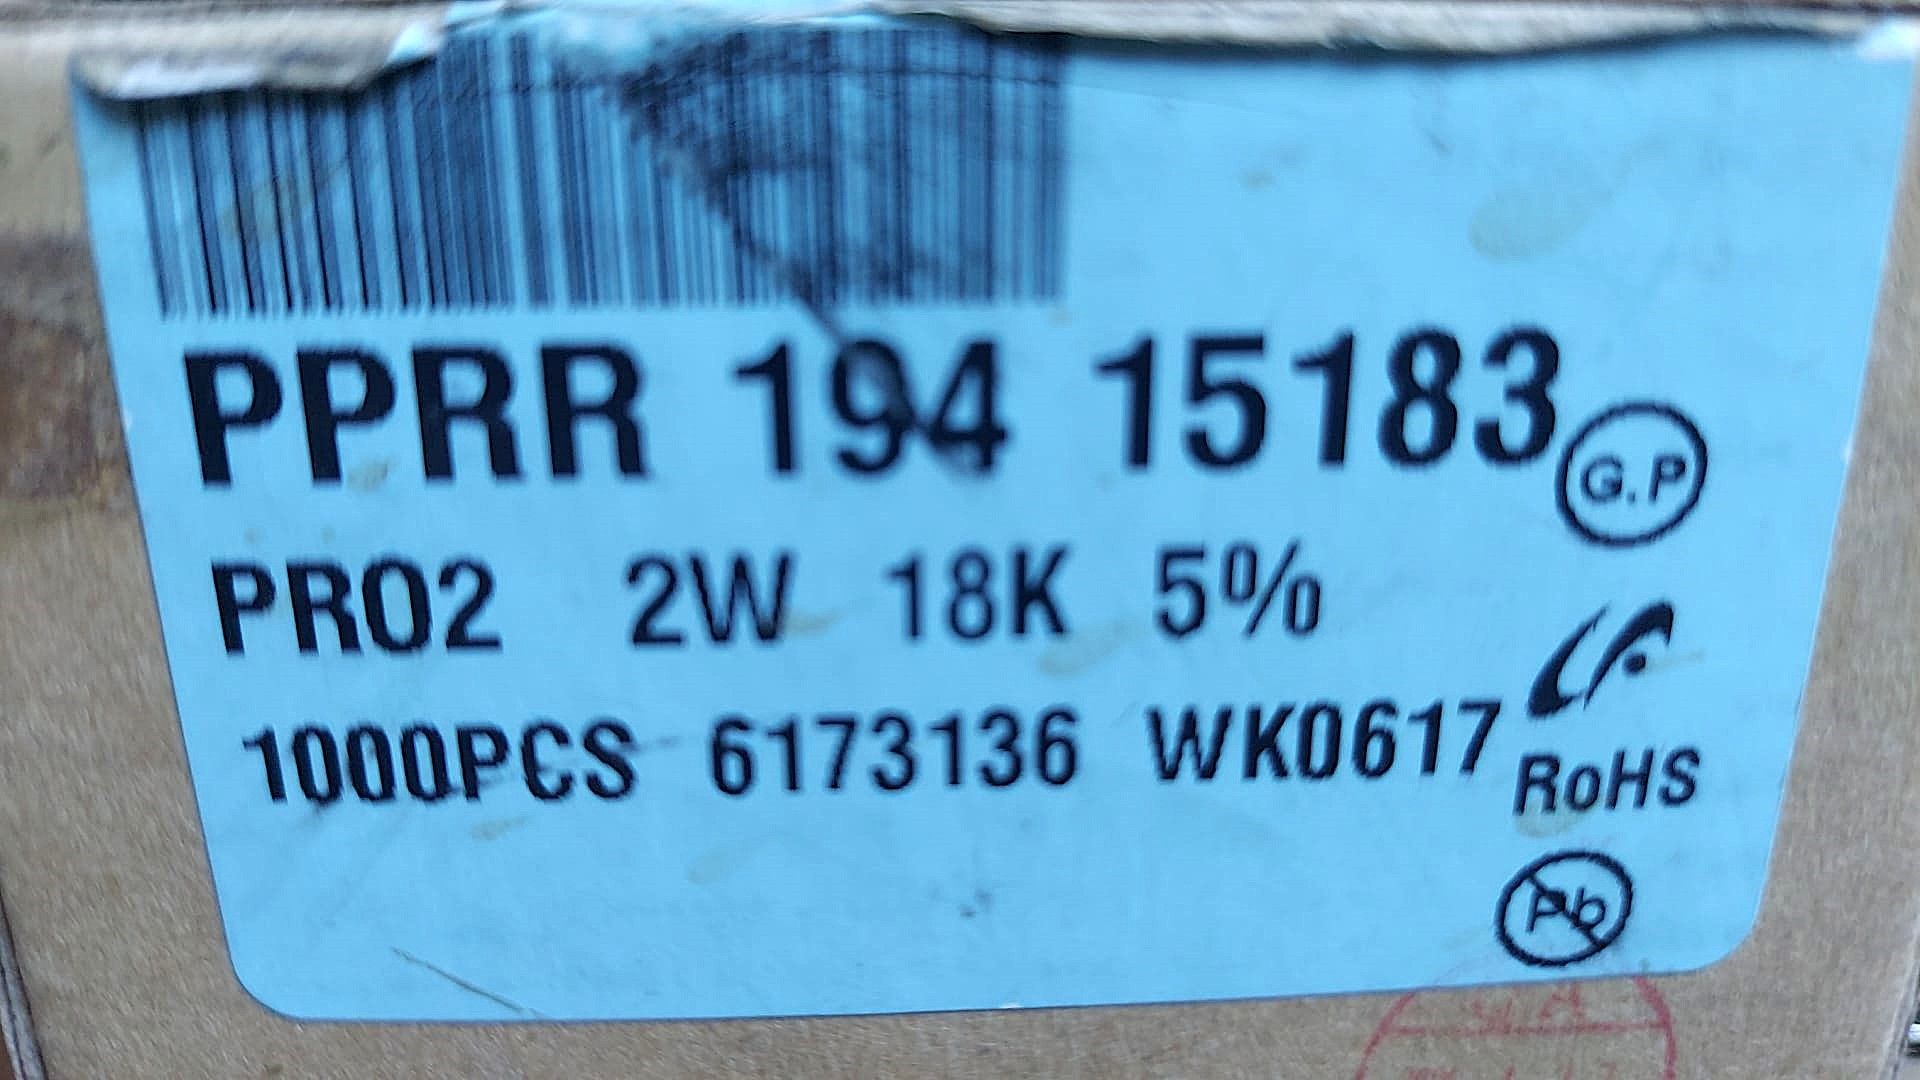 PPRR 194 15183
G.P
PR02 2W 18K 5%
1000PCS 6173136 WK0617
RoHS
Pb